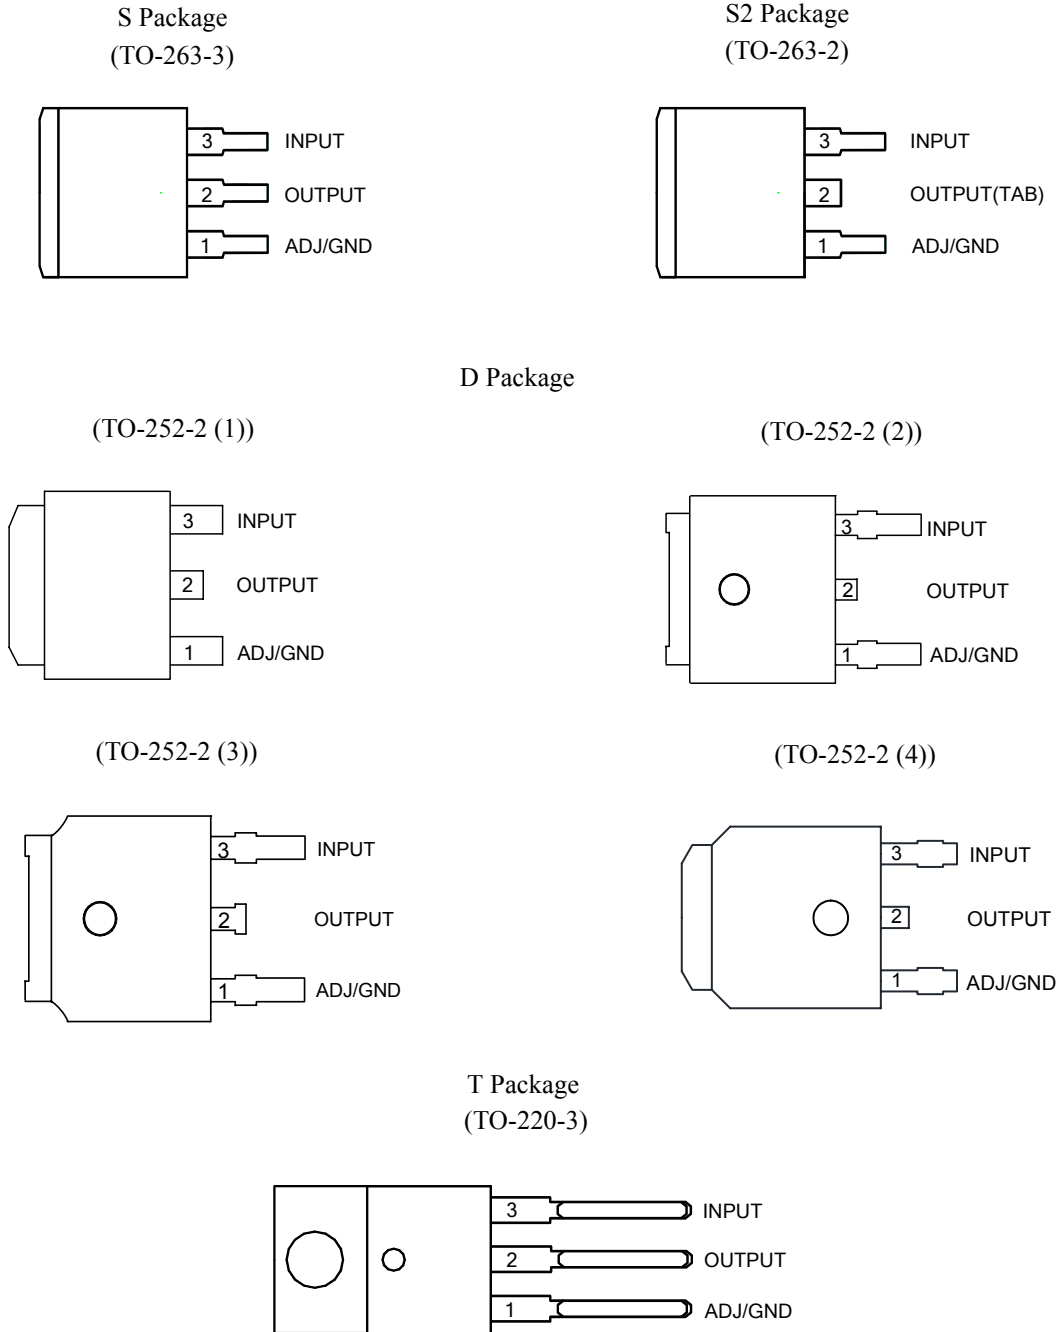 S Package
(TO-263-3)
3 INPUT
2 OUTPUT
1 ADJ/GND
S2 Package
(TO-263-2)
3 INPUT
2 OUTPUT(TAB)
1 ADJ/GND
D Package
(TO-252-2 (1))
3 INPUT
2 OUTPUT
1 ADJ/GND
(TO-252-2 (2))
3 INPUT
2 OUTPUT
1 ADJ/GND
(TO-252-2 (3))
3 INPUT
2 OUTPUT
1 ADJ/GND
(TO-252-2 (4))
3 INPUT
2 OUTPUT
1 ADJ/GND
T Package
(TO-220-3)
3 INPUT
2 OUTPUT
1 ADJ/GND